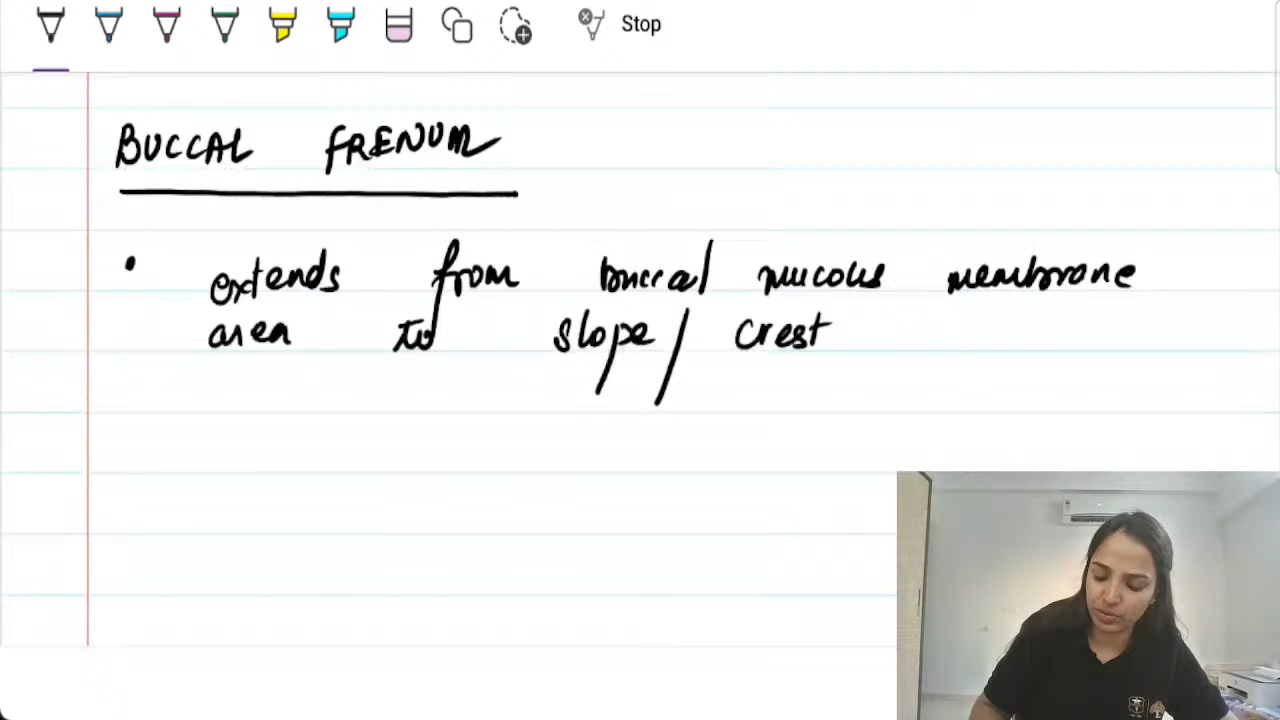 Stop
BUCCAL FRENUM
• extends from buccal mucous membrane
area to slope/ crest